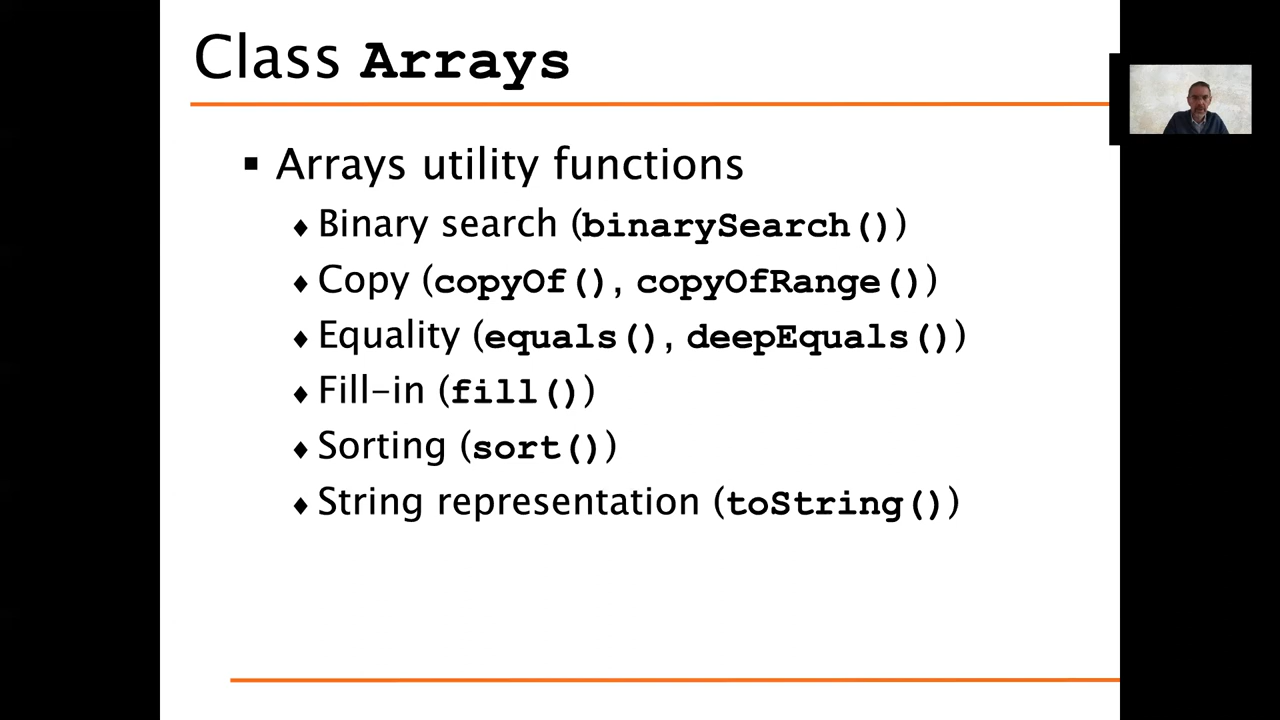 Class Arrays
▪ Arrays utility functions
♦ Binary search (binarySearch())
♦ Copy (copyOf(), copyOfRange())
♦ Equality (equals(), deepEquals())
♦ Fill-in (fill())
♦ Sorting (sort())
♦ String representation (toString())